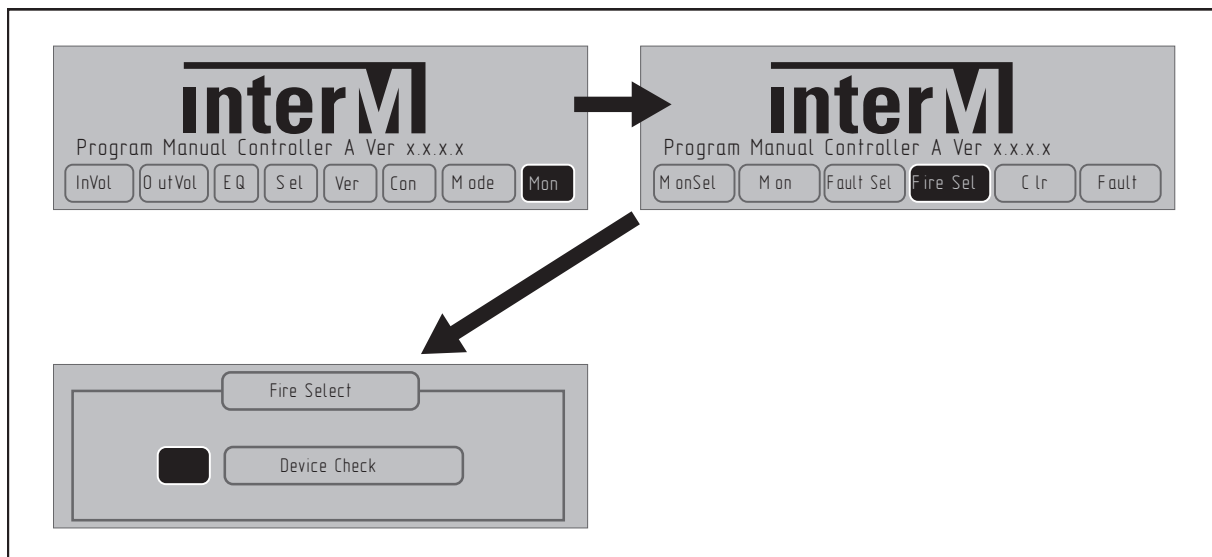 interM
Program Manual Controller A Ver x.x.x.x
InVol OutVol EQ Sel Ver Con Mode Mon
interM
Program Manual Controller A Ver x.x.x.x
MonSel Mon Fault Sel Fire Sel Clr Fault
Fire Select
Device Check